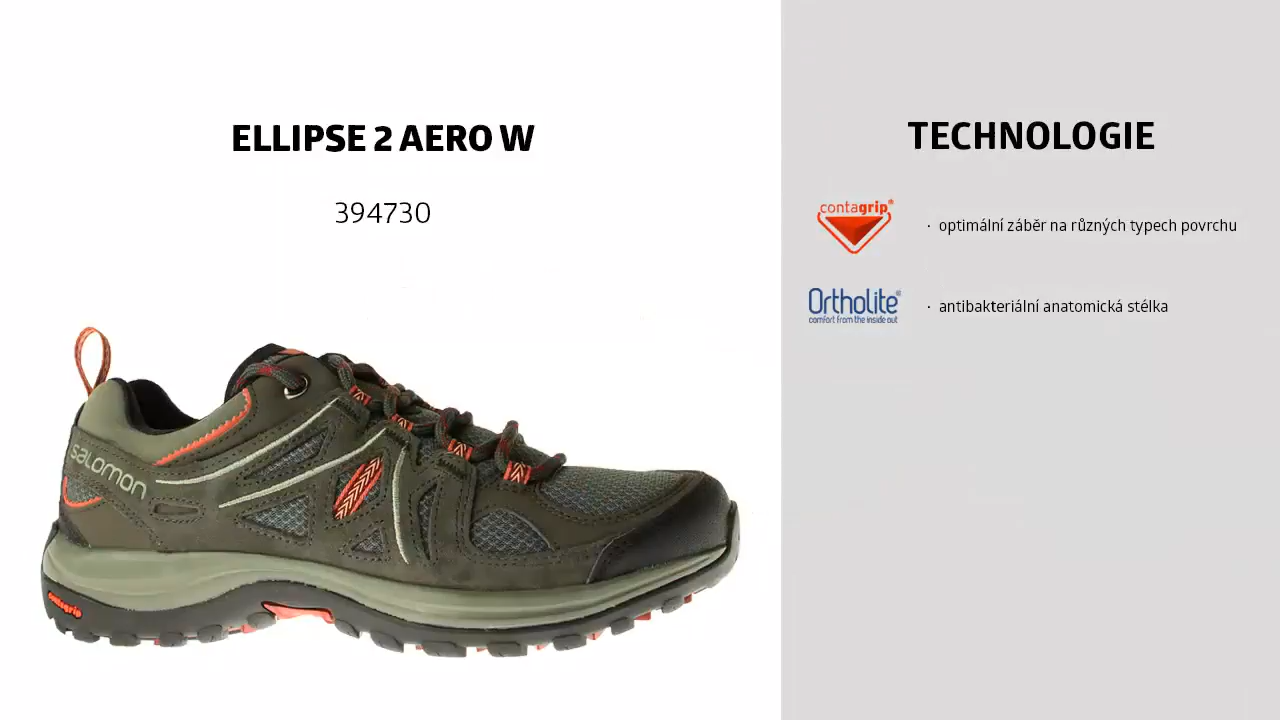 ELLIPSE 2 AERO W
394730
salomon
contagrip
TECHNOLOGIE
contagrip®
· optimální záběr na různých typech povrchu
Ortholite®
comfort from the inside out
· antibakteriální anatomická stélka